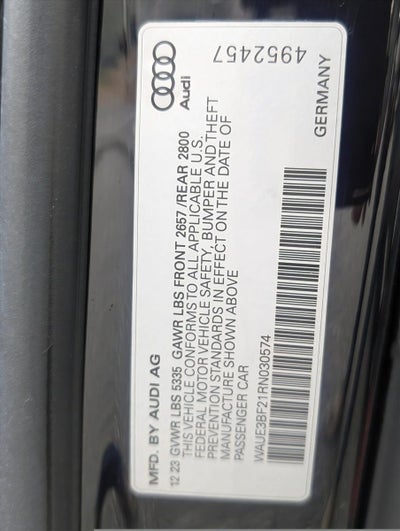 MFD. BY AUDI AG
Audi
4952457
12.23 GVWR LBS 5335 GAWR LBS FRONT 2657 /REAR 2800
THIS VEHICLE CONFORMS TO ALL APPLICABLE U.S.
FEDERAL MOTOR VEHICLE SAFETY, BUMPER AND THEFT
PREVENTION STANDARDS IN EFFECT ON THE DATE OF
MANUFACTURE SHOWN ABOVE
PASSENGER CAR
GERMANY
WAUE3BF21RN030574